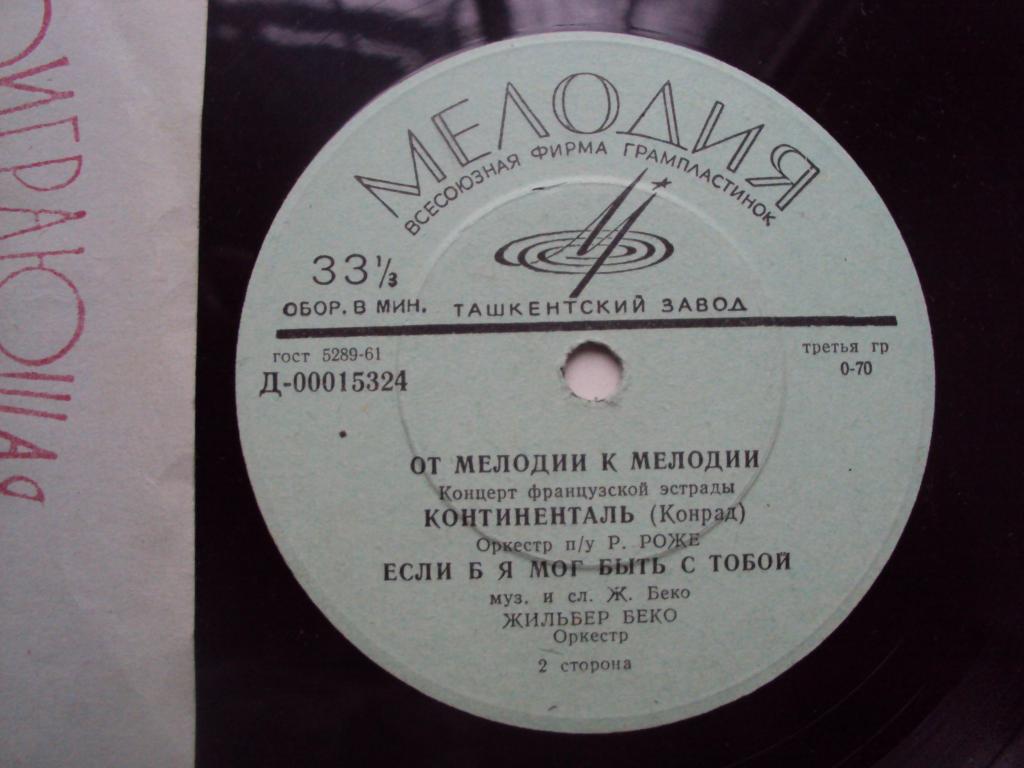 ИГРАЮЩАЯ
МЕЛОДИЯ
ВСЕСОЮЗНАЯ ФИРМА ГРАМПЛАСТИНОК
33⅓
ОБОР. В МИН. ТАШКЕНТСКИЙ ЗАВОД
гост 5289-61
Д-00015324
третья гр
0-70
ОТ МЕЛОДИИ К МЕЛОДИИ
Концерт французской эстрады
КОНТИНЕНТАЛЬ (Конрад)
Оркестр п/у Р. РОЖЕ
ЕСЛИ Б Я МОГ БЫТЬ С ТОБОЙ
муз. и сл. Ж. Беко
ЖИЛЬБЕР БЕКО
Оркестр
2 сторона